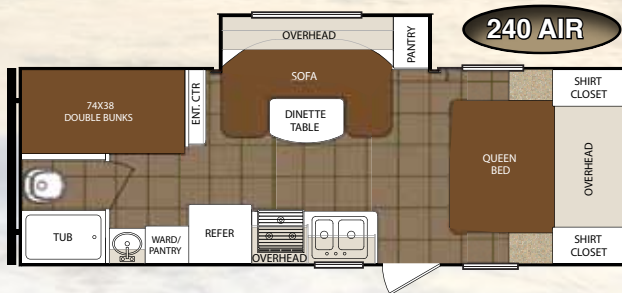 240 AIR
OVERHEAD
PANTRY
SOFA
DINETTE
TABLE
ENT. CTR
74X38
DOUBLE BUNKS
SHIRT
CLOSET
QUEEN
BED
OVERHEAD
SHIRT
CLOSET
TUB
WARD/
PANTRY
REFER
OVERHEAD